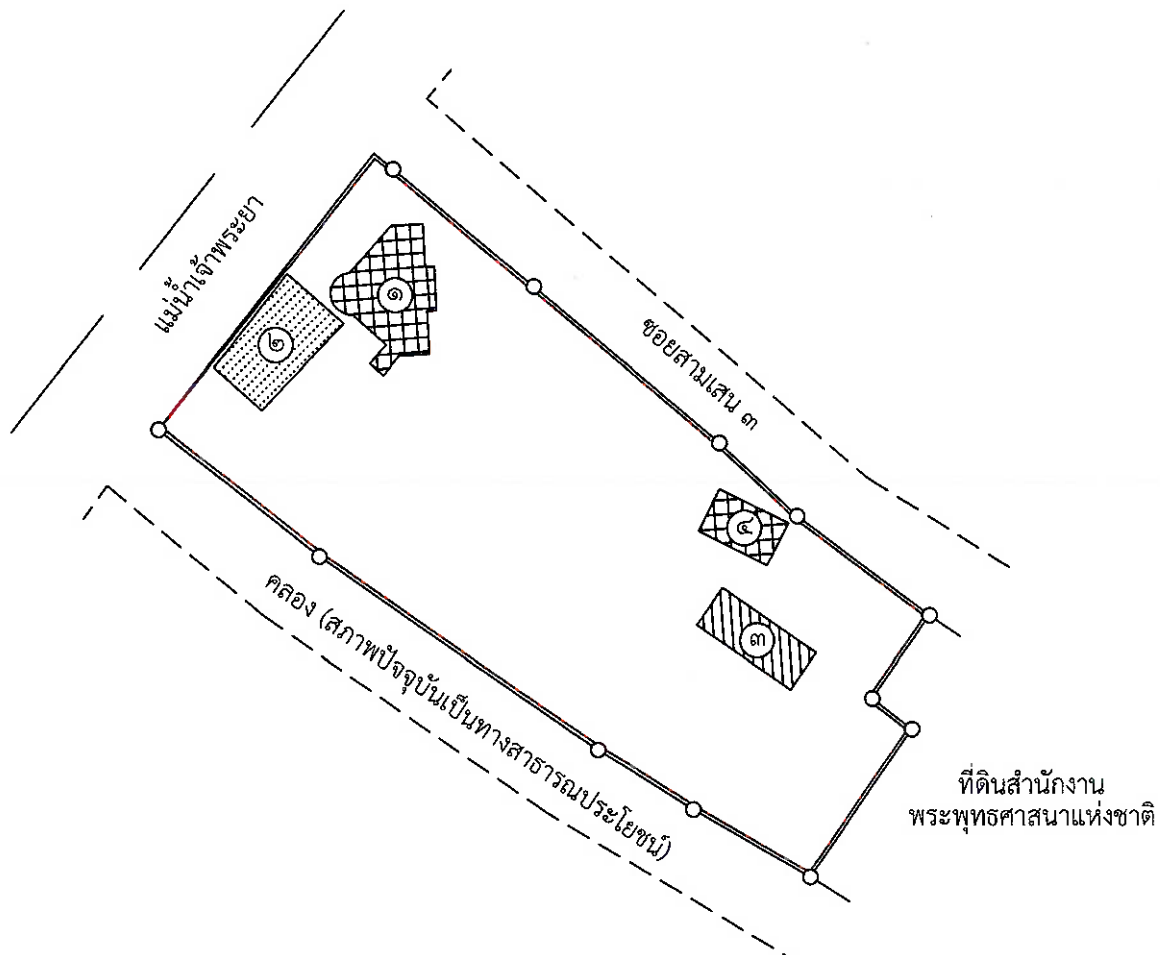 แม่น้ำเจ้าพระยา
๑
๒
ซอยสามเสน ๓
๔
๓
คลอง (สภาพปัจจุบันเป็นทางสาธารณประโยชน์)
ที่ดินสำนักงาน
พระพุทธศาสนาแห่งชาติ